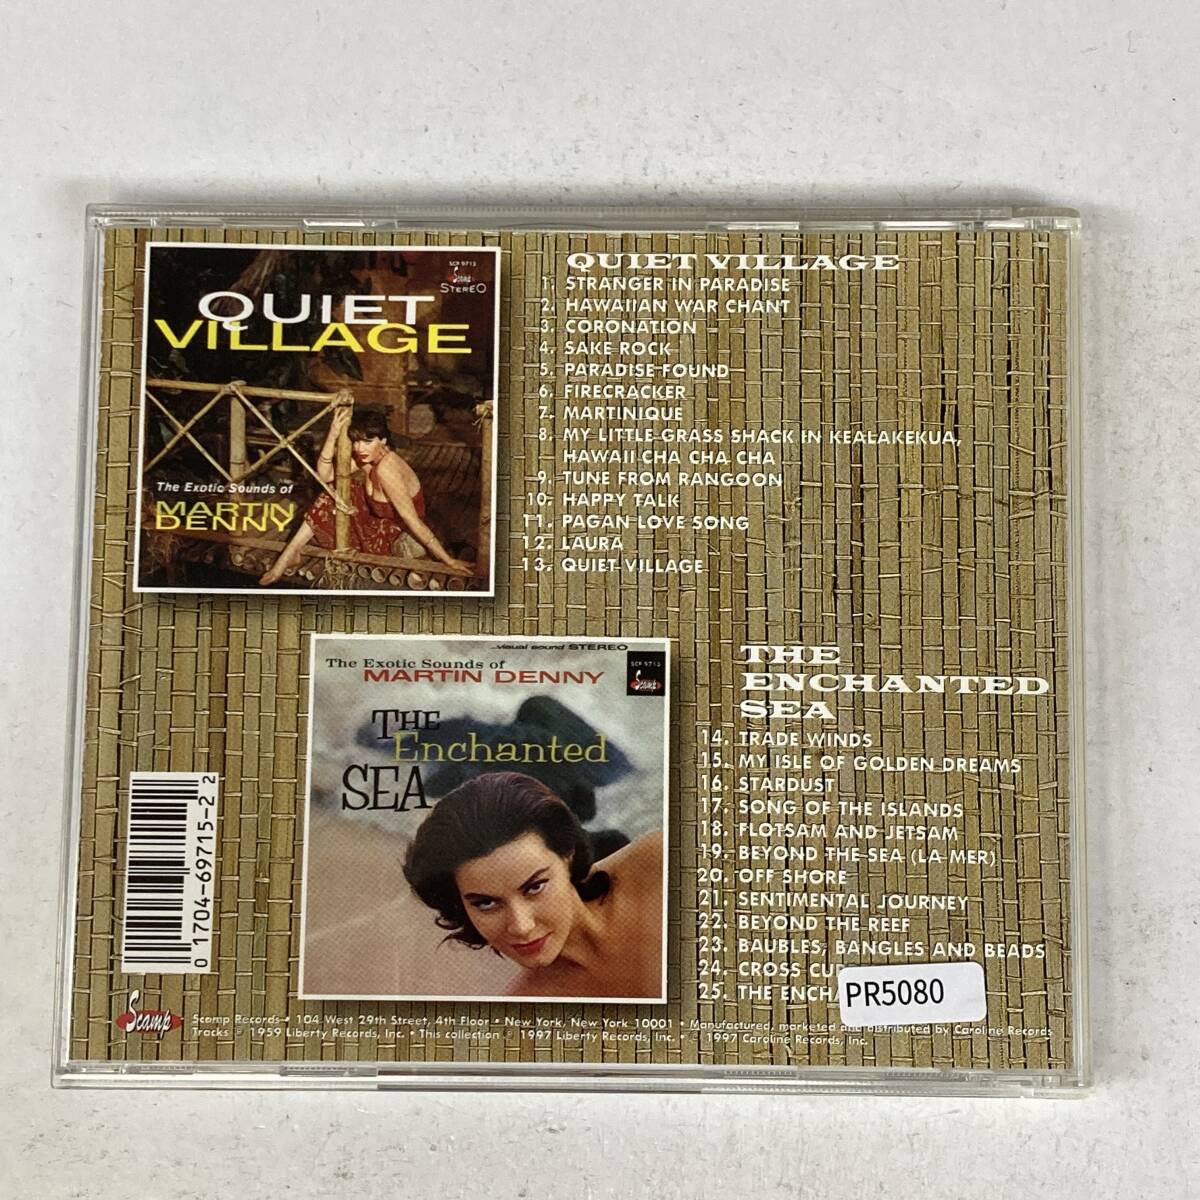 SCP 9713
Scamp
STEREO
QUIET
VILLAGE
The Exotic Sounds of
MARTIN
DENNY
QUIET VILLAGE
1. STRANGER IN PARADISE
2. HAWAIIAN WAR CHANT
3. CORONATION
4. SAKE ROCK
5. PARADISE FOUND
6. FIRECRACKER
7. MARTINIQUE
8. MY LITTLE GRASS SHACK IN KEALAKEKUA,
HAWAII CHA CHA CHA
9. TUNE FROM RANGOON
10. HAPPY TALK
11. PAGAN LOVE SONG
12. LAURA
13. QUIET VILLAGE
...visual sound STEREO
The Exotic Sounds of
MARTIN DENNY
SCP 9713
Scamp
THE
Enchanted
SEA
THE
ENCHANTED
SEA
14. TRADE WINDS
15. MY ISLE OF GOLDEN DREAMS
16. STARDUST
17. SONG OF THE ISLANDS
18. FLOTSAM AND JETSAM
19. BEYOND THE SEA (LA MER)
20. OFF SHORE
21. SENTIMENTAL JOURNEY
22. BEYOND THE REEF
23. BAUBLES, BANGLES AND BEADS
24. CROSS
25. THE
PR5080
0 1704-69715-2 2
Scamp
Scamp Records • 104 West 29th Street, 4th Floor • New York, New York 10001 • Manufactured, marketed and distributed by Caroline Records
Tracks ℗ 1959 Liberty Records, Inc. • This collection ℗ 1997 Liberty Records, Inc. • © 1997 Caroline Records, Inc.